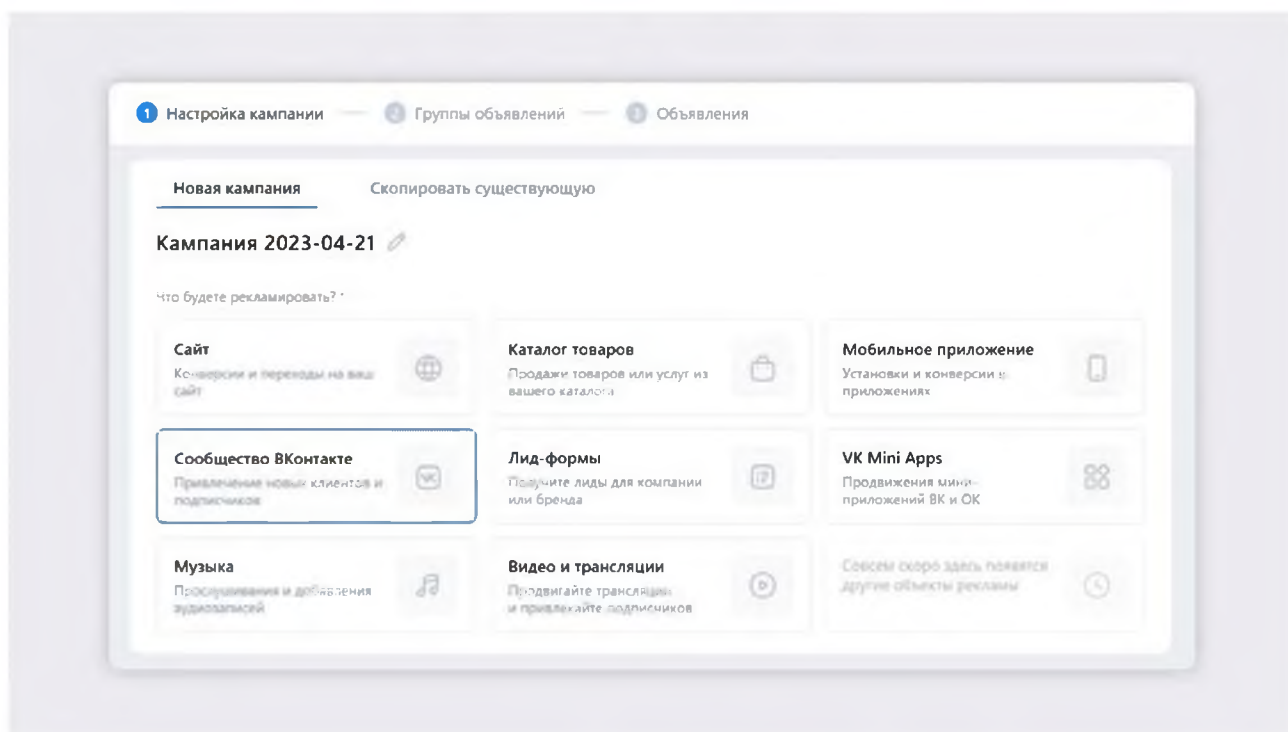 1 Настройка кампании 2 Группы объявлений 3 Объявления
Новая кампания Скопировать существующую
Кампания 2023-04-21
Что будете рекламировать? *
Сайт
Конверсии и переходы на ваш
сайт
Каталог товаров
Продажи товаров или услуг из
вашего каталога
Мобильное приложение
Установки и конверсии в
приложениях
Сообщество ВКонтакте
Привлечение новых клиентов и
подписчиков
Лид-формы
Получите лиды для компании
или бренда
VK Mini Apps
Продвижения мини-
приложений ВК и ОК
Музыка
Прослушивания и добавления
аудиозаписей
Видео и трансляции
Продвигайте трансляции
и привлекайте подписчиков
Совсем скоро здесь появятся
другие объекты рекламы